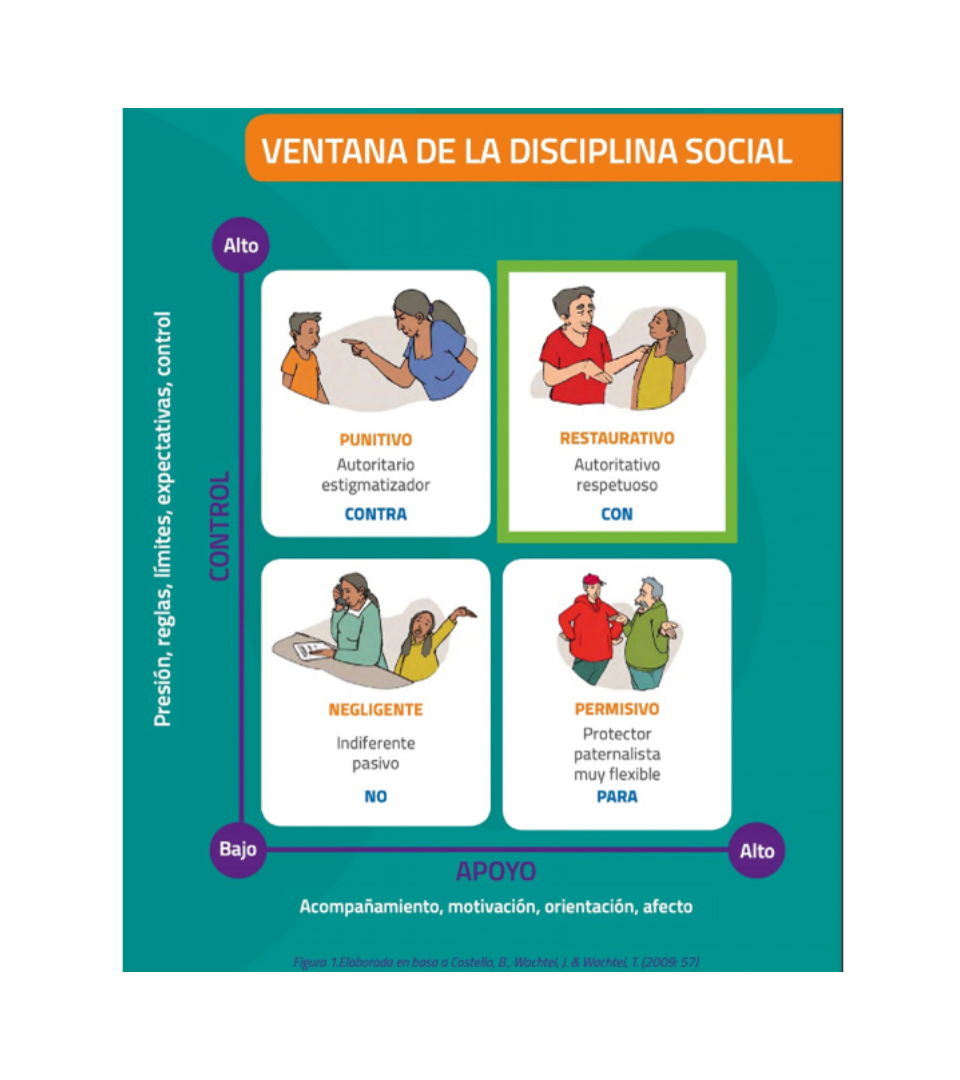 VENTANA DE LA DISCIPLINA SOCIAL
Alto
Presión, reglas, límites, expectativas, control
CONTROL
PUNITIVO
Autoritario
estigmatizador
CONTRA
RESTAURATIVO
Autoritativo
respetuoso
CON
NEGLIGENTE
Indiferente
pasivo
NO
PERMISIVO
Protector
paternalista
muy flexible
PARA
Bajo
Alto
APOYO
Acompañamiento, motivación, orientación, afecto
Figura 1.Elaborada en basa a Costello, B., Wachtel, J. & Wachtel, T. (2009: 57)